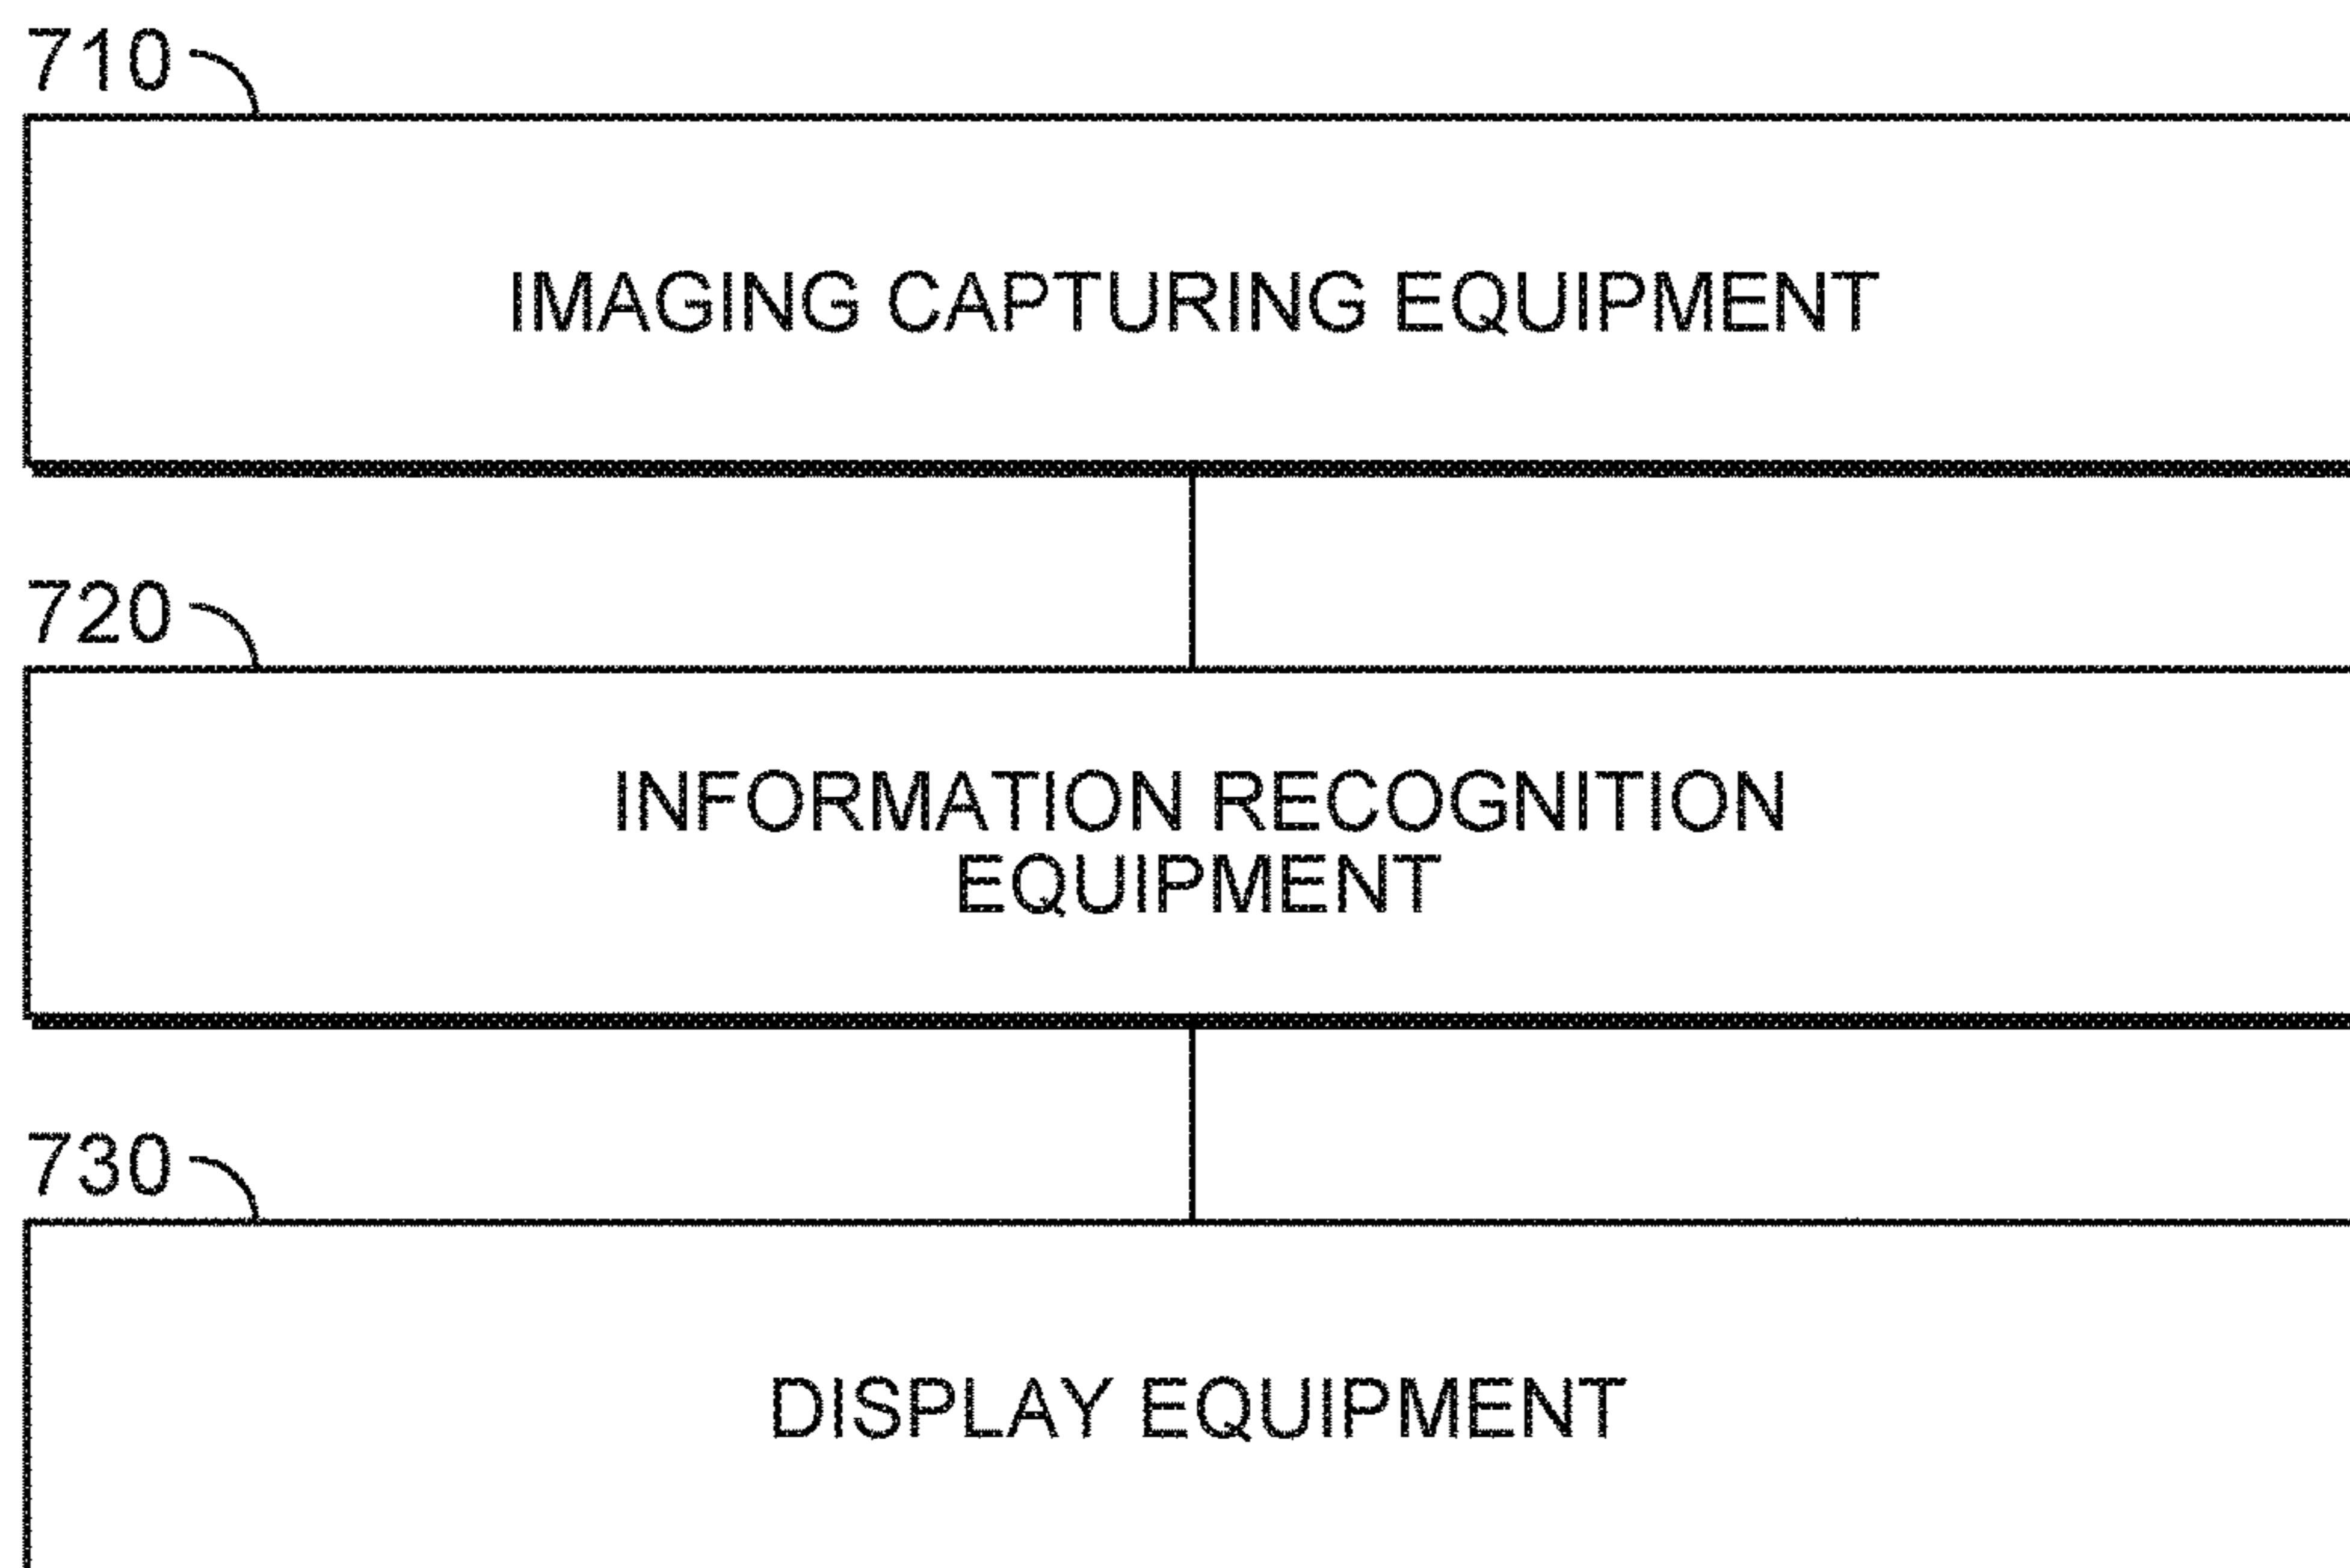 710
IMAGING CAPTURING EQUIPMENT
720
INFORMATION RECOGNITION
EQUIPMENT
730
DISPLAY EQUIPMENT